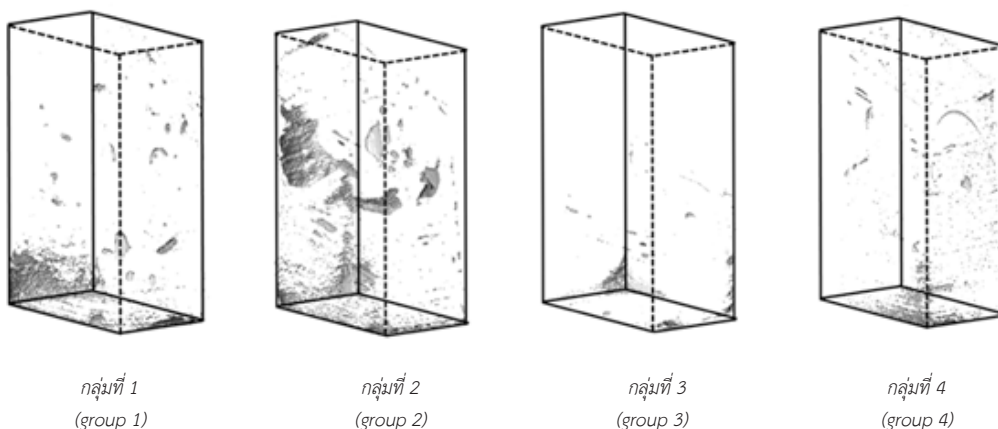 กลุ่มที่ 1
(group 1)
กลุ่มที่ 2
(group 2)
กลุ่มที่ 3
(group 3)
กลุ่มที่ 4
(group 4)